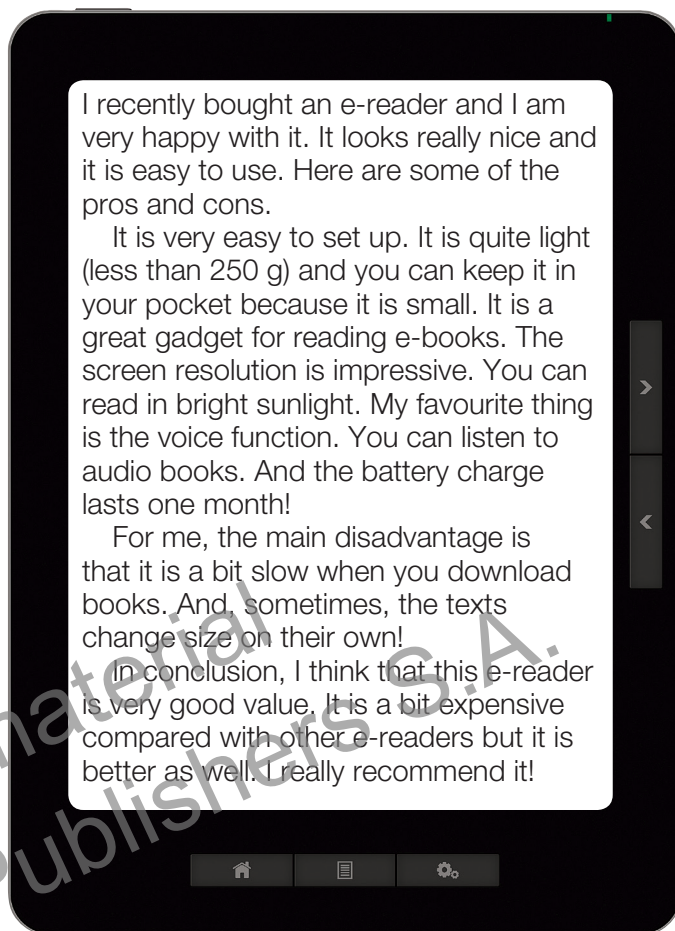 I recently bought an e-reader and I am
very happy with it. It looks really nice and
it is easy to use. Here are some of the
pros and cons.
It is very easy to set up. It is quite light
(less than 250 g) and you can keep it in
your pocket because it is small. It is a
great gadget for reading e-books. The
screen resolution is impressive. You can
read in bright sunlight. My favourite thing
is the voice function. You can listen to
audio books. And the battery charge
lasts one month!
For me, the main disadvantage is
that it is a bit slow when you download
books. And, sometimes, the texts
change size on their own!
In conclusion, I think that this e-reader
is very good value. It is a bit expensive
compared with other e-readers but it is
better as well. I really recommend it!
material
Publishers S.A.